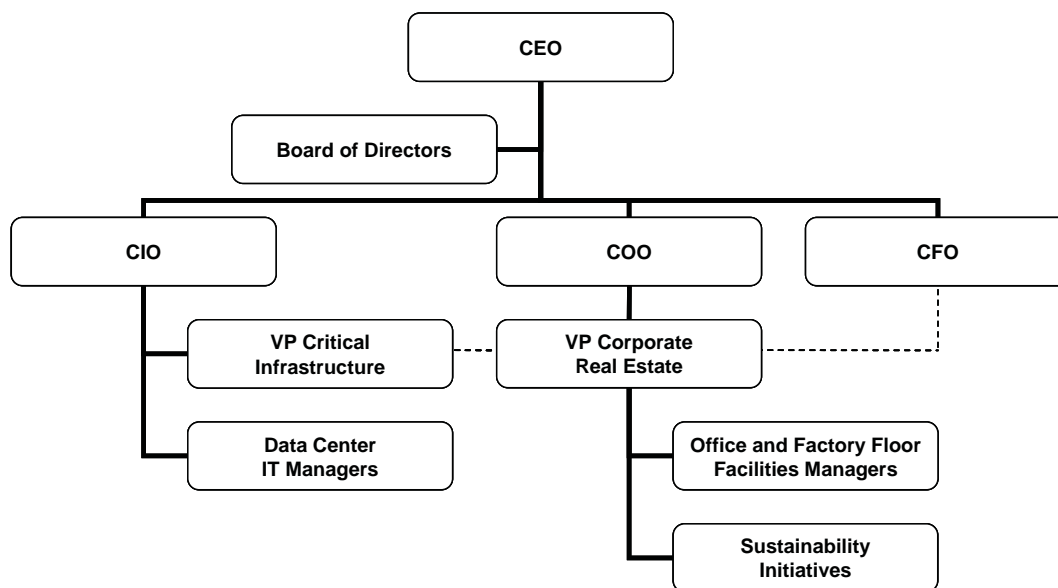 CEO
Board of Directors
CIO
COO
CFO
VP Critical
Infrastructure
VP Corporate
Real Estate
Data Center
IT Managers
Office and Factory Floor
Facilities Managers
Sustainability
Initiatives